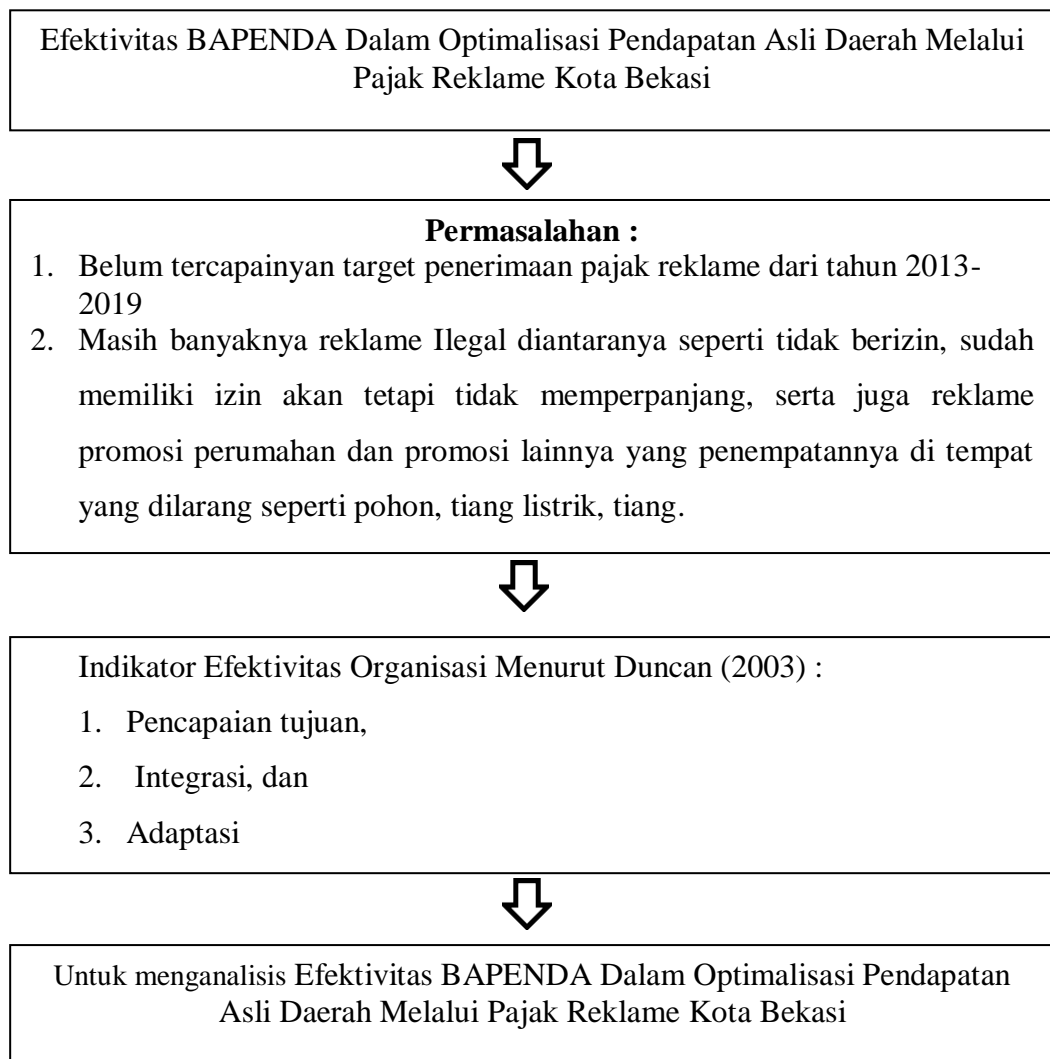 Efektivitas BAPENDA Dalam Optimalisasi Pendapatan Asli Daerah Melalui
Pajak Reklame Kota Bekasi
Permasalahan :
1. Belum tercapainyan target penerimaan pajak reklame dari tahun 2013-
2019
2. Masih banyaknya reklame Ilegal diantaranya seperti tidak berizin, sudah
memiliki izin akan tetapi tidak memperpanjang, serta juga reklame
promosi perumahan dan promosi lainnya yang penempatannya di tempat
yang dilarang seperti pohon, tiang listrik, tiang.
Indikator Efektivitas Organisasi Menurut Duncan (2003) :
1. Pencapaian tujuan,
2. Integrasi, dan
3. Adaptasi
Untuk menganalisis Efektivitas BAPENDA Dalam Optimalisasi Pendapatan
Asli Daerah Melalui Pajak Reklame Kota Bekasi